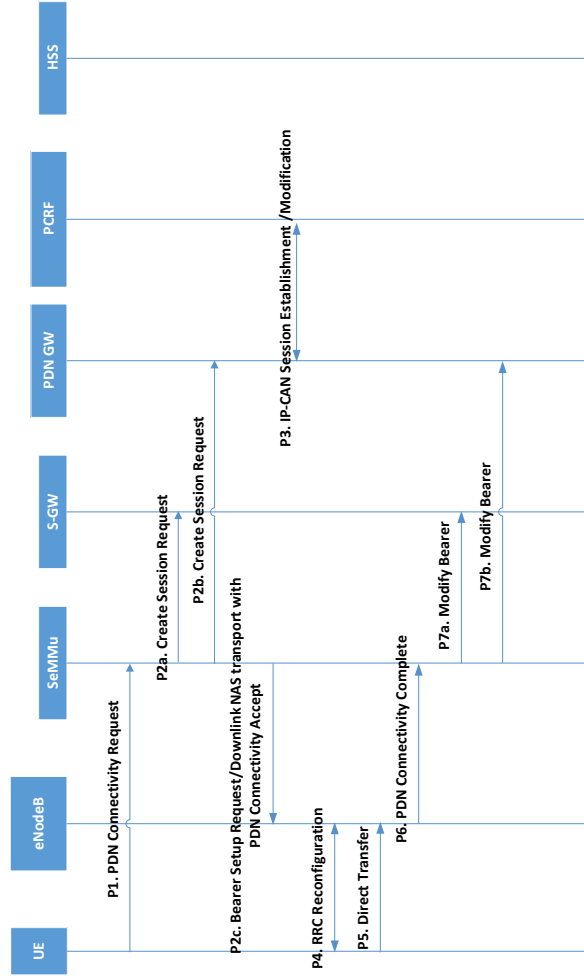 UE
eNodeB
SeMMu
S-GW
PDN GW
PCRF
HSS
P1. PDN Connectivity Request
P2a. Create Session Request
P2b. Create Session Request
P2c. Bearer Setup Request/Downlink NAS transport with
PDN Connectivity Accept
P3. IP-CAN Session Establishment /Modification
P4. RRC Reconfiguration
P5. Direct Transfer
P6. PDN Connectivity Complete
P7a. Modify Bearer
P7b. Modify Bearer